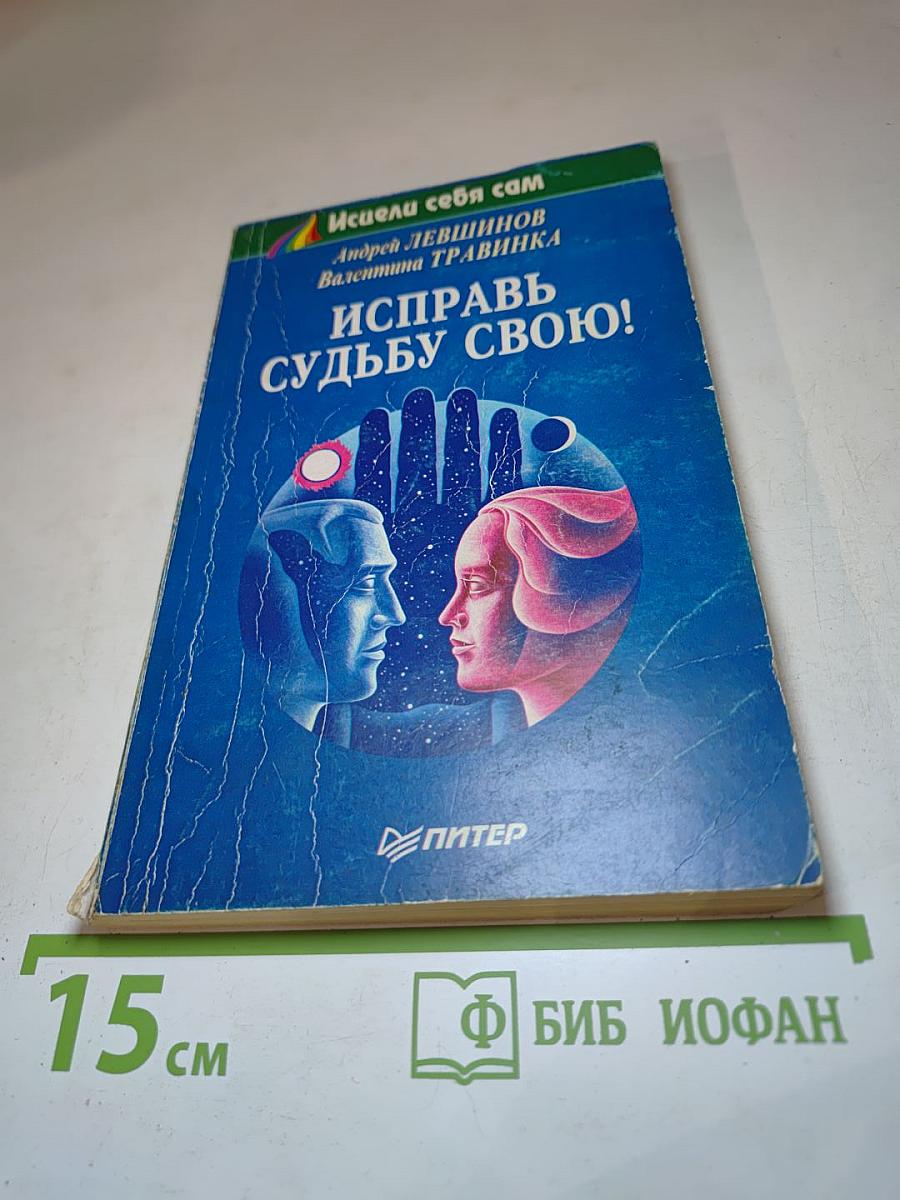 Исцели себя сам
Андрей ЛЕВШИНОВ
Валентина ТРАВИНКА
ИСПРАВЬ
СУДЬБУ СВОЮ!
ПИТЕР
15 см
Ф БИБ ИОФАН